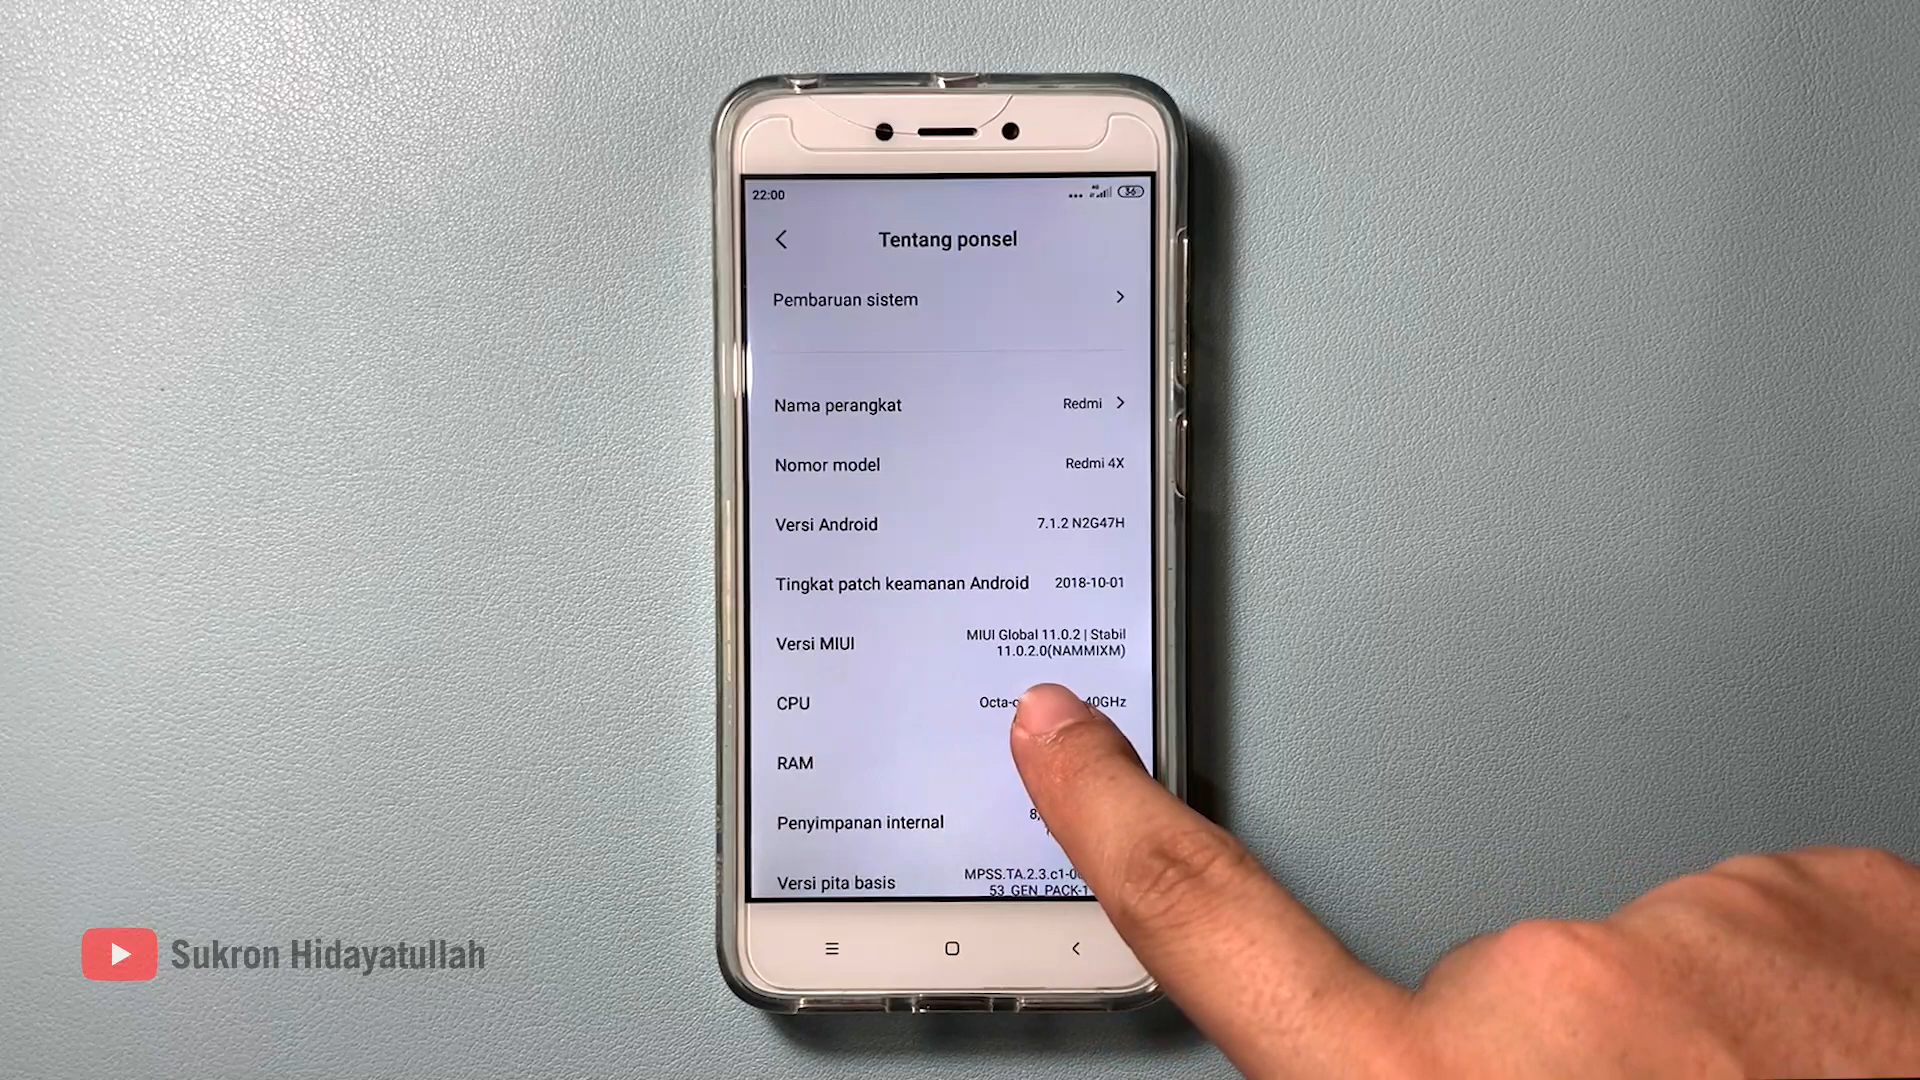 22:00
36
Tentang ponsel
Pembaruan sistem
Nama perangkat Redmi
Nomor model Redmi 4X
Versi Android 7.1.2 N2G47H
Tingkat patch keamanan Android 2018-10-01
Versi MIUI MIUI Global 11.0.2 | Stabil
11.0.2.0(NAMMIXM)
CPU
RAM
Penyimpanan internal
Versi pita basis
Sukron Hidayatullah